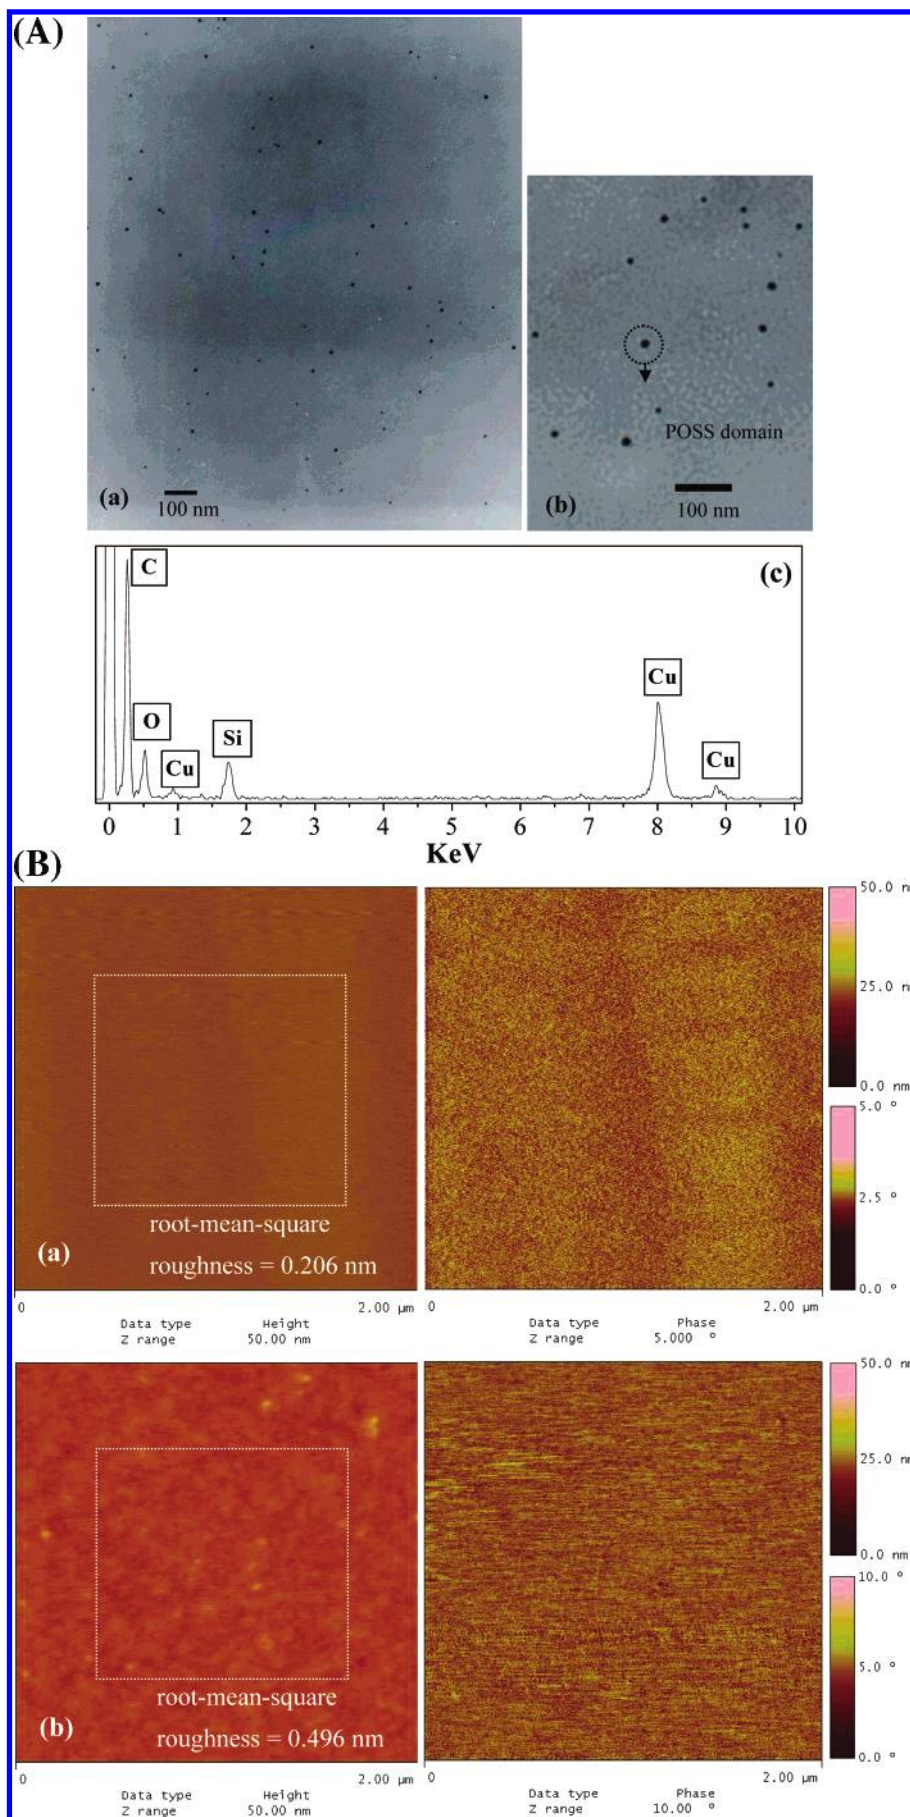 (A)
(a)
100 nm
POSS domain
(b)
100 nm
(c)
C
O
Cu
Si
Cu
Cu
0 1 2 3 4 5 6 7 8 9 10
KeV
(B)
50.0 n
25.0 nm
0.0 nm
5.0 º
2.5 º
0.0 º
root-mean-square
(a)
roughness = 0.206 nm
0 2.00 µm
Data type Height
Z range 50.00 nm
0 2.00 µm
Data type Phase
Z range 5.000 º
50.0 n
25.0 nm
0.0 nm
10.0 º
5.0 º
0.0 º
root-mean-square
(b)
roughness = 0.496 nm
0 2.00 µm
Data type Height
Z range 50.00 nm
0 2.00 µm
Data type Phase
Z range 10.00 º